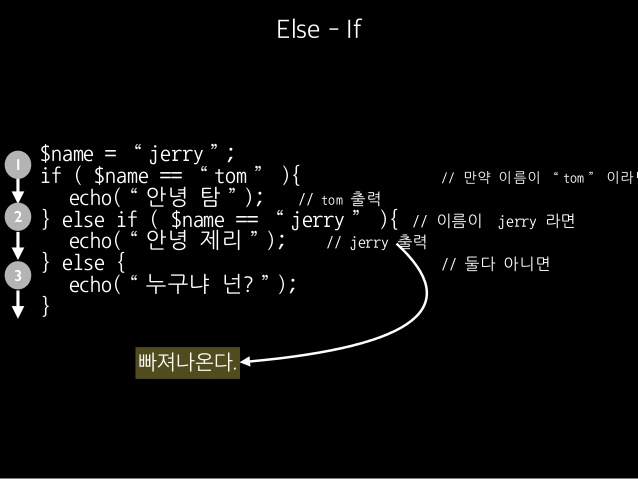 Else - If
1
$name = “jerry”;
if ( $name == “tom” ){ // 만약 이름이 “tom” 이라면
echo(“안녕 탐”); // tom 출력
2
} else if ( $name == “jerry” ){ // 이름이 jerry 라면
echo(“안녕 제리”); // jerry 출력
3
} else { // 둘다 아니면
echo(“누구냐 넌?”);
}
빠져나온다.